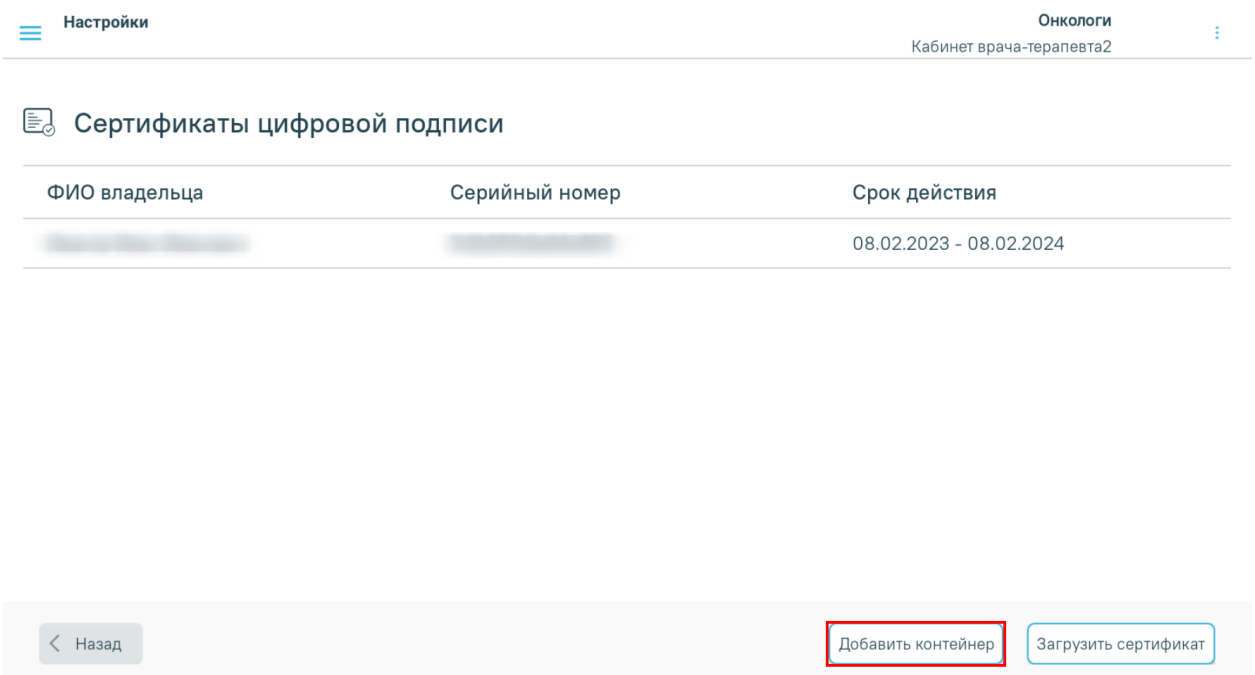 Настройки
Онкологи
Кабинет врача-терапевта2
Сертификаты цифровой подписи
ФИО владельца Серийный номер Срок действия
08.02.2023 - 08.02.2024
Назад Добавить контейнер Загрузить сертификат